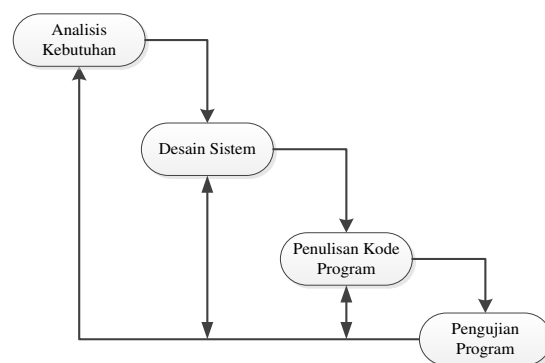 Analisis
Kebutuhan
Desain Sistem
Penulisan Kode
Program
Pengujian
Program